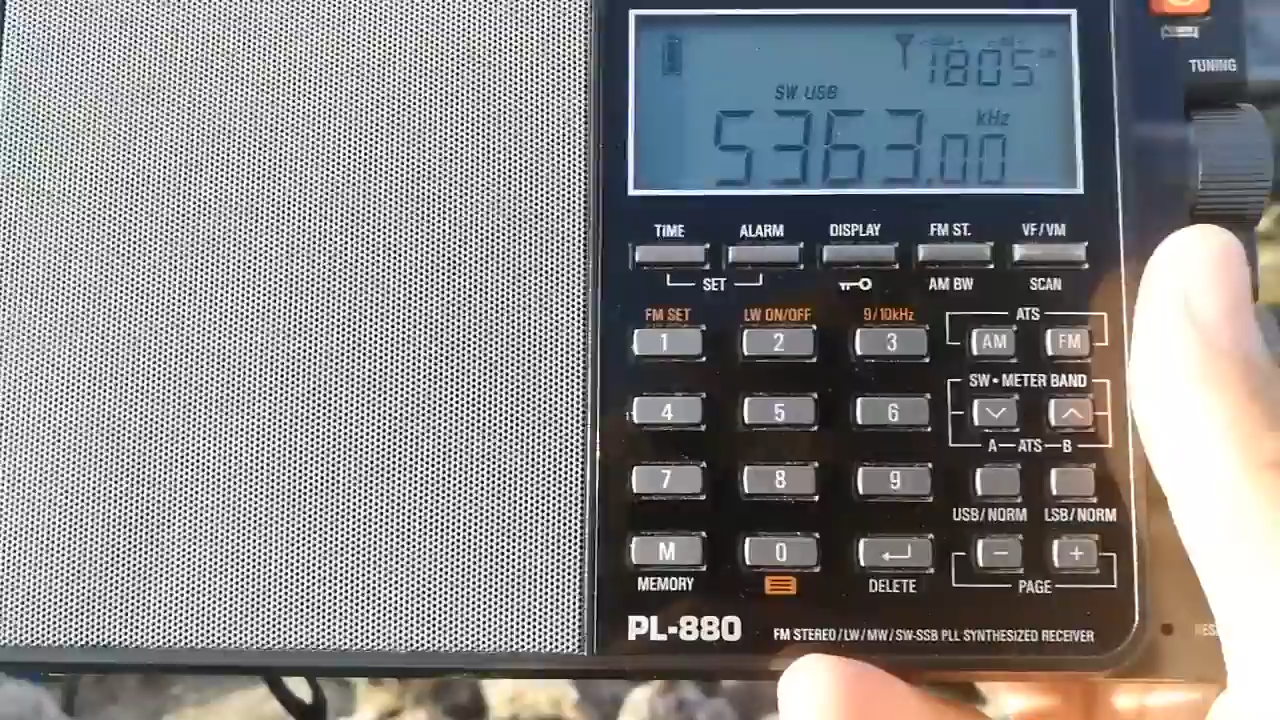 1805
SW USB
5363.00 kHz
TUNING
TIME ALARM DISPLAY FM ST. VF/VM
SET AM BW SCAN
FM SET LW ON/OFF 9/10kHz ATS
1 2 3 AM FM
SW • METER BAND
4 5 6
A—ATS—B
7 8 9
USB/NORM LSB/NORM
M 0 - +
MEMORY DELETE PAGE
PL-880 FM STEREO/LW/MW/SW-SSB PLL SYNTHESIZED RECEIVER